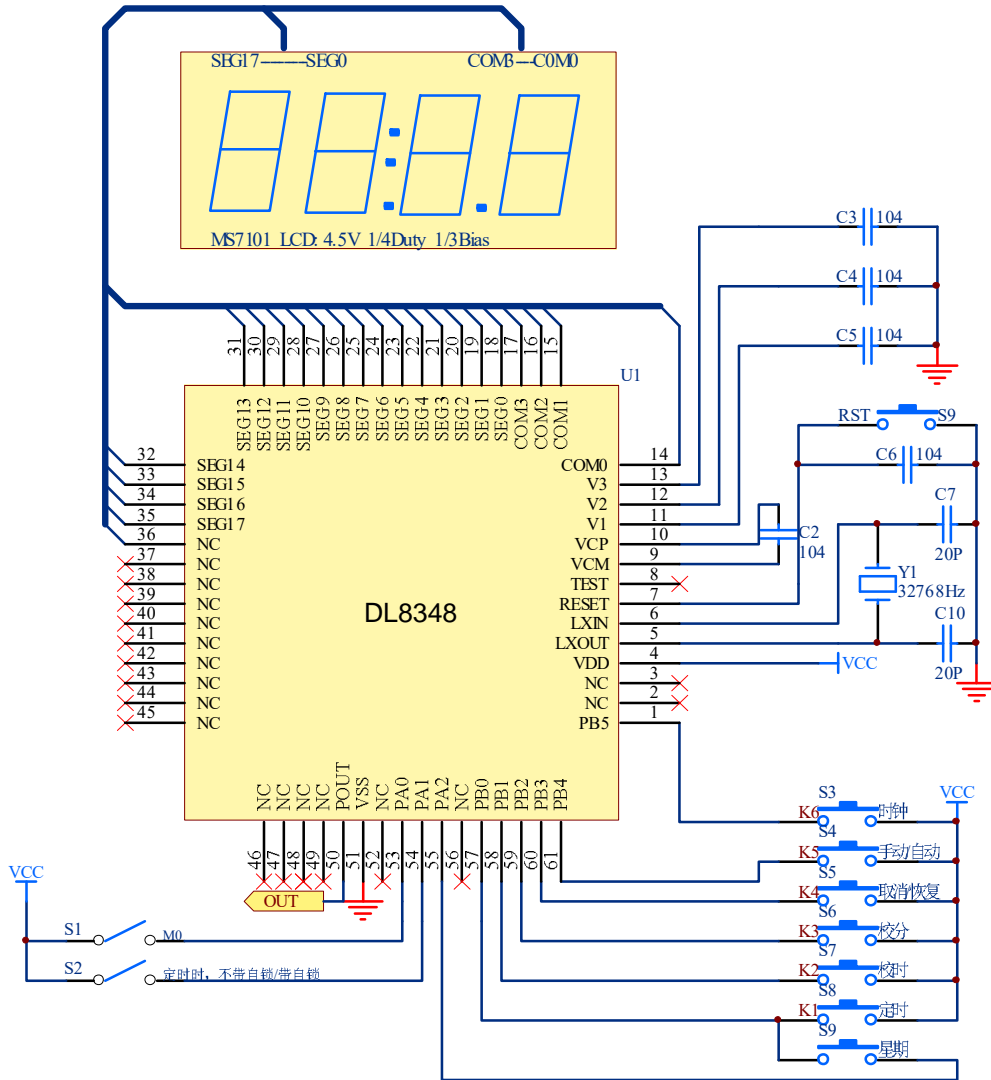 SEG17--------SEG0 COM3---C0M0
MS7101 LCD: 4.5V 1/4Duty 1/3Bias
C3 104
C4 104
C5 104
U1
31 30 29 28 27 26 25 24 23 22 21 20 19 18 17 16 15
SEG13 SEG12 SEG11 SEG10 SEG9 SEG8 SEG7 SEG6 SEG5 SEG4 SEG3 SEG2 SEG1 SEG0 COM3 COM2 COM1
RST S9
C6 104
C7
20P
C2
104
Y1
32768Hz
C10
20P
VCC
32 SEG14
33 SEG15
34 SEG16
35 SEG17
36 NC
37 NC
38 NC
39 NC
40 NC
41 NC
42 NC
43 NC
44 NC
45 NC
DL8348
COM0 14
V3 13
V2 12
V1 11
VCP 10
VCM 9
TEST 8
RESET 7
LXIN 6
LXOUT 5
VDD 4
NC 3
NC 2
PB5 1
NC NC NC NC POUT VSS NC PA0 PA1 PA2 NC PB0 PB1 PB2 PB3 PB4
46 47 48 49 50 51 52 53 54 55 56 57 58 59 60 61
OUT
VCC
S1 M0
S2 定时时，不带自锁/带自锁
VCC
S3
K6 时钟
S4
K5 手动/自动
S5
K4 取消/恢复
S6
K3 校分
S7
K2 校时
S8
K1 定时
S9
星期